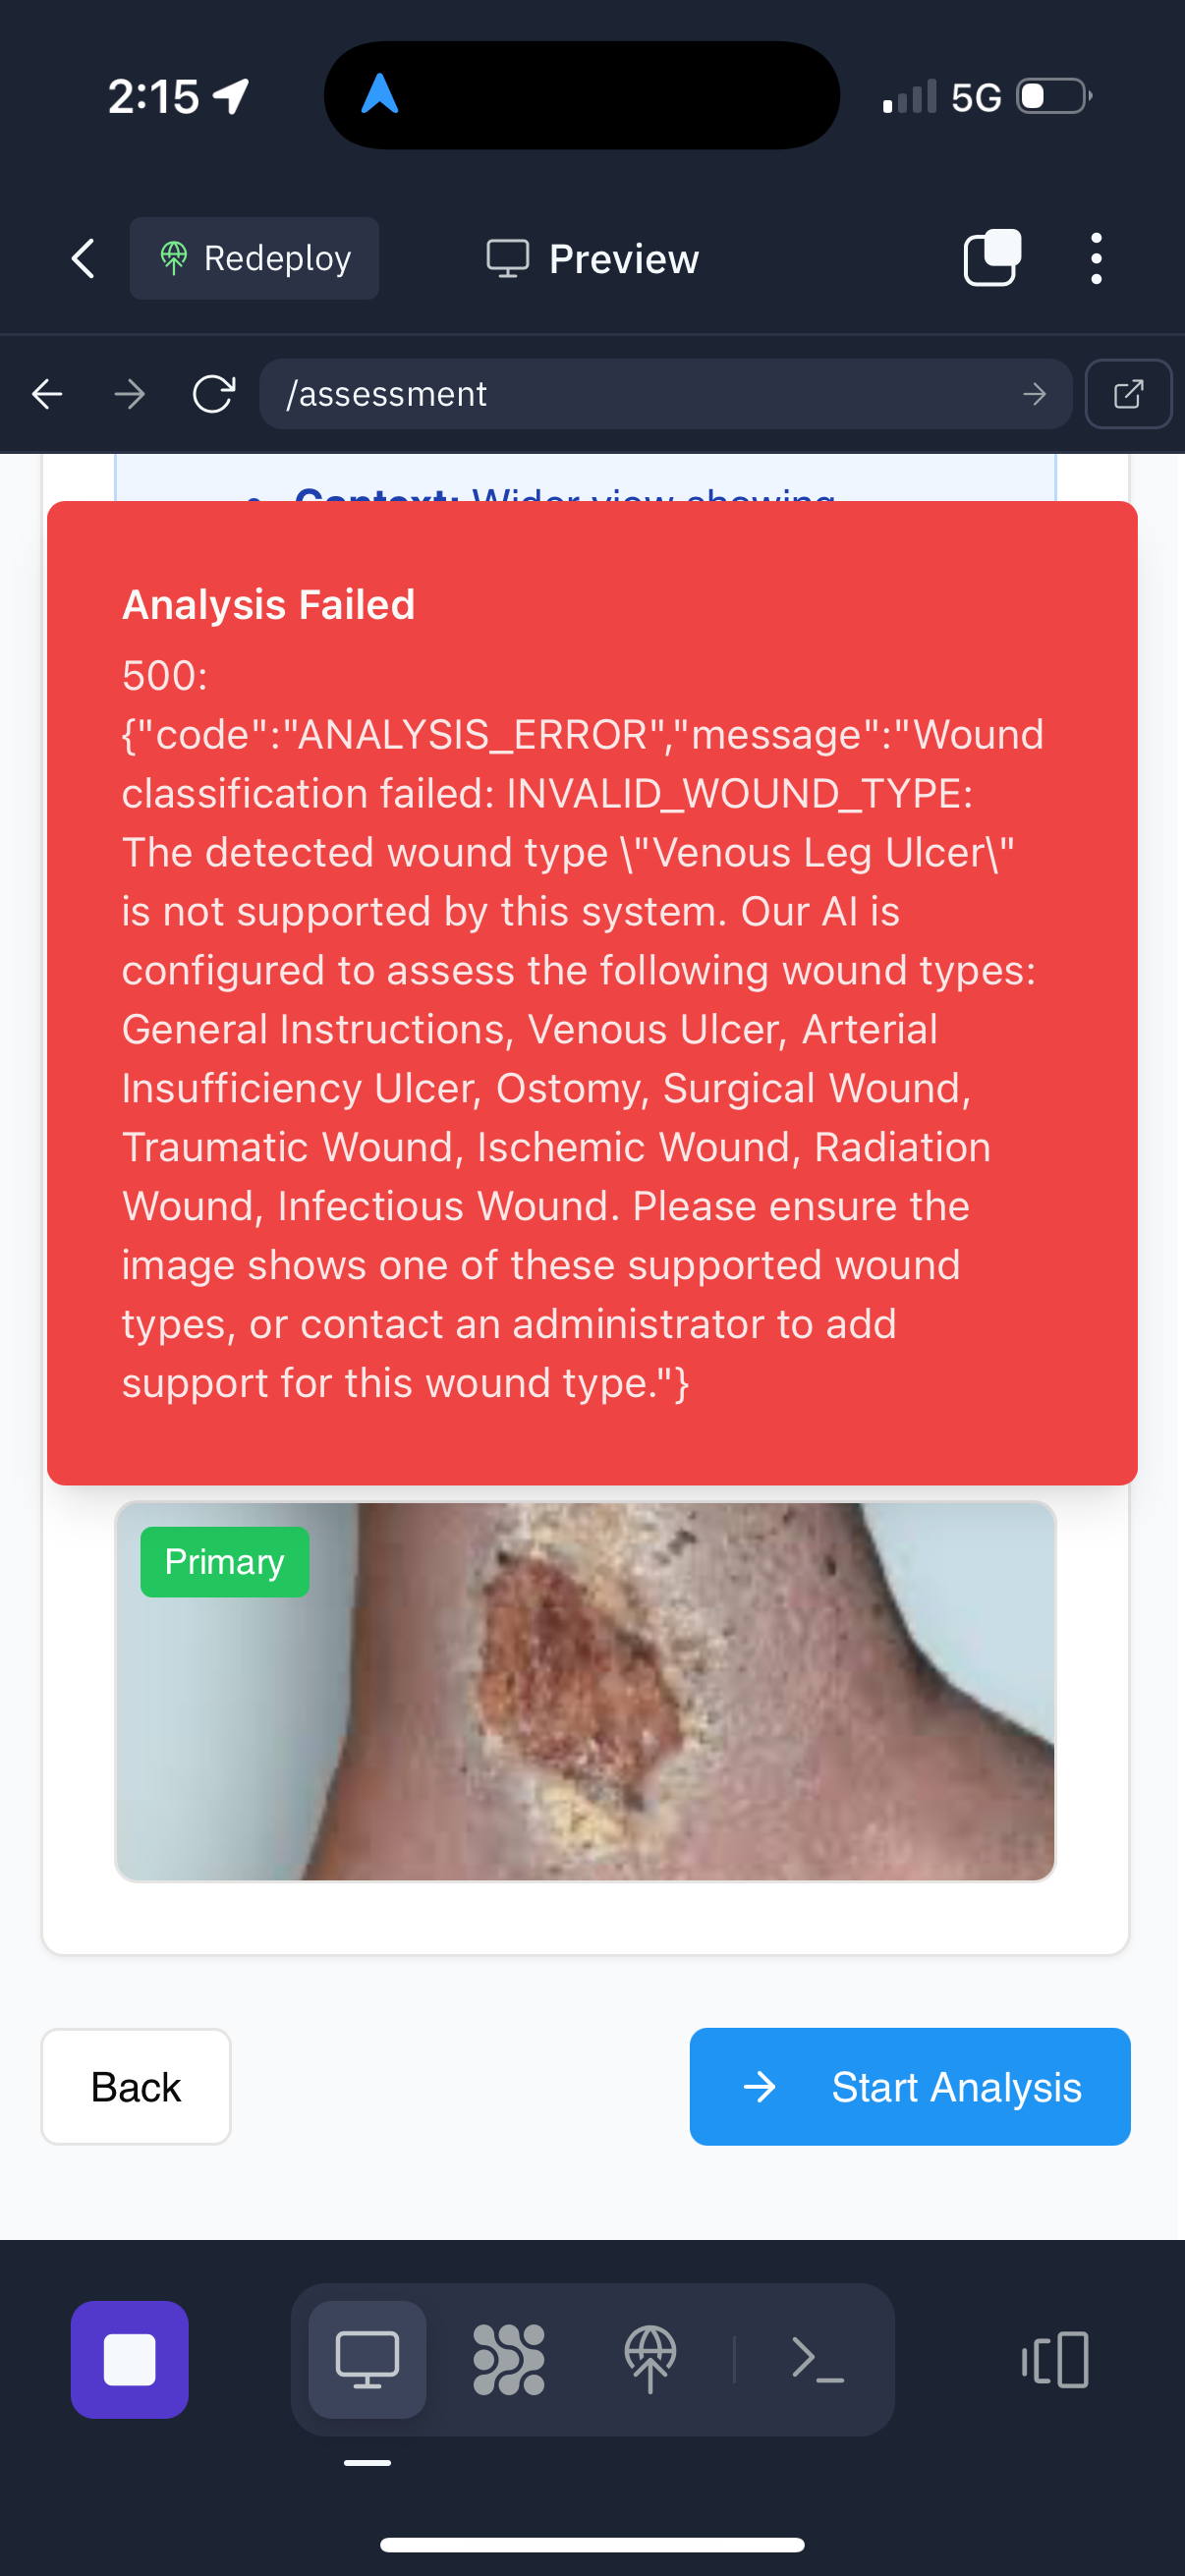 2:15
5G
Redeploy
Preview
/assessment
Context: Wider view showing
Analysis Failed
500:
{"code":"ANALYSIS_ERROR","message":"Wound
classification failed: INVALID_WOUND_TYPE:
The detected wound type \"Venous Leg Ulcer\"
is not supported by this system. Our AI is
configured to assess the following wound types:
General Instructions, Venous Ulcer, Arterial
Insufficiency Ulcer, Ostomy, Surgical Wound,
Traumatic Wound, Ischemic Wound, Radiation
Wound, Infectious Wound. Please ensure the
image shows one of these supported wound
types, or contact an administrator to add
support for this wound type."}
Primary
Back
Start Analysis